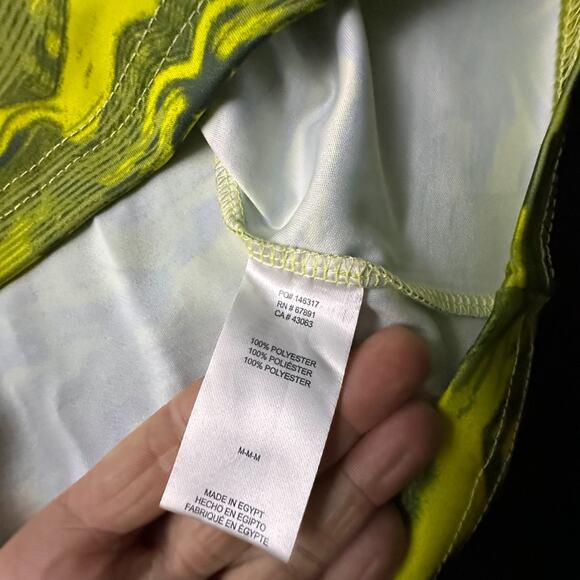 PO# 146317
RN # 67891
CA # 43063
100% POLYESTER
100% POLIÉSTER
100% POLYESTER
M-M-M
MADE IN EGYPT
HECHO EN EGIPTO
FABRIQUÉ EN ÉGYPTE